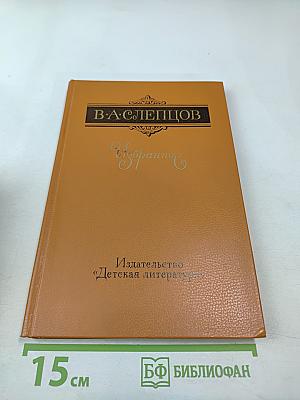 В·А·СЛЕПЦОВ
Избранное
Издательство
«Детская литература»
15 см
БФ БИБЛИОФАН